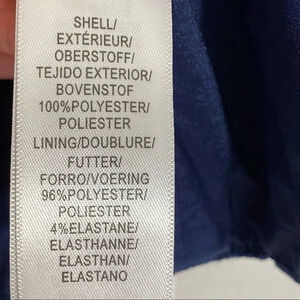 SHELL/
EXTÉRIEUR/
OBERSTOFF/
TEJIDO EXTERIOR/
BOVENSTOF
100%POLYESTER/
POLIESTER
LINING/DOUBLURE/
FUTTER/
FORRO/VOERING
96%POLYESTER/
POLIESTER
4%ELASTANE/
ELASTHANNE/
ELASTHAN/
ELASTANO